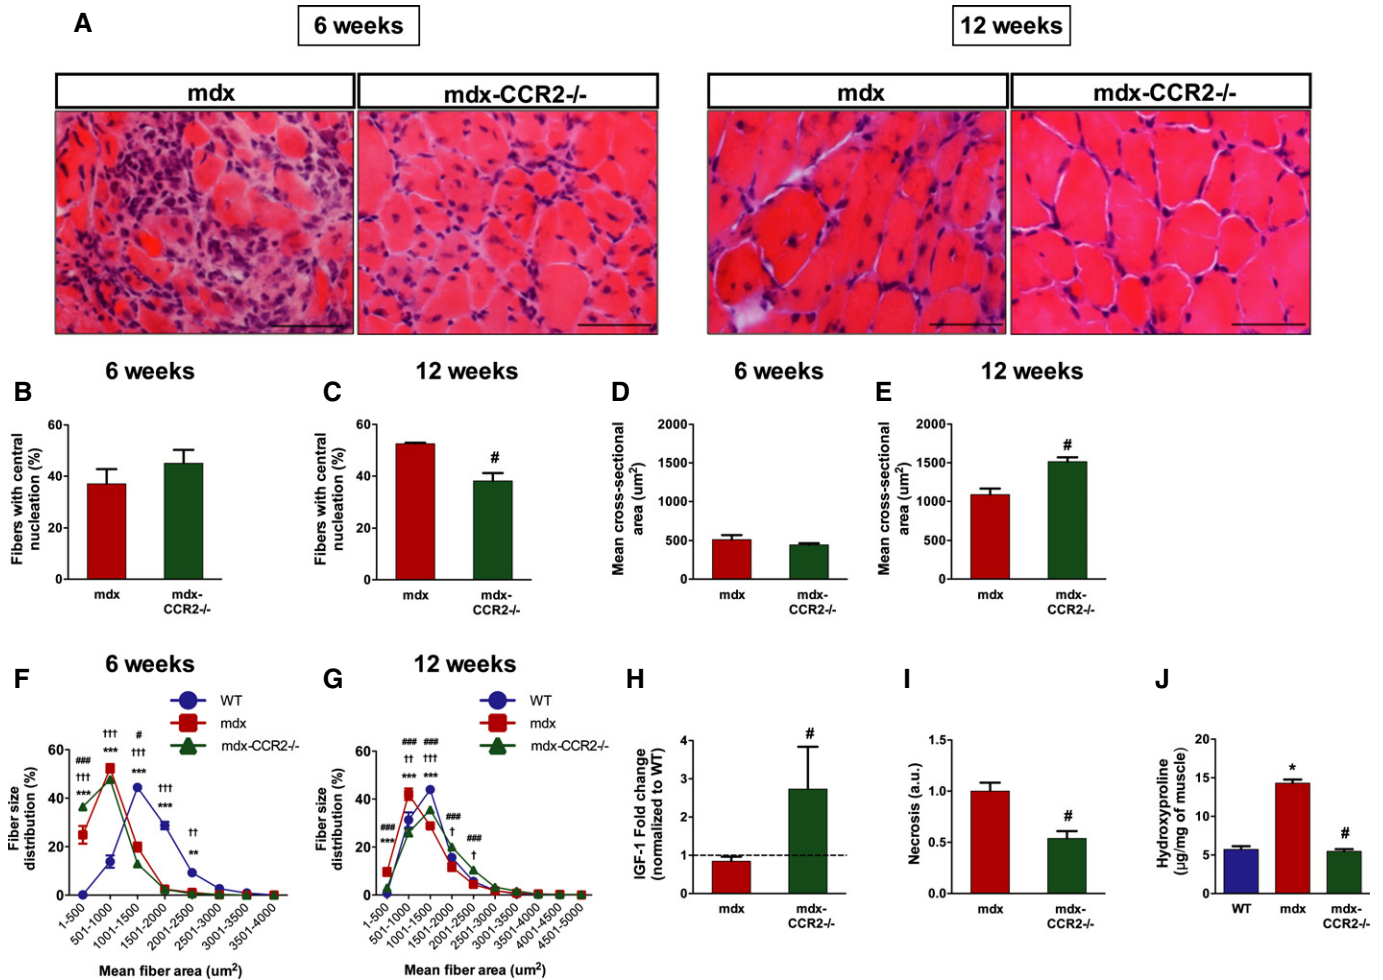 A
6 weeks
12 weeks
mdx
mdx-CCR2-/-
mdx
mdx-CCR2-/-
B
6 weeks
Fibers with central
nucleation (%)
60
40
20
0
mdx
mdx-
CCR2-/-
C
12 weeks
Fibers with central
nucleation (%)
60
40
20
0
#
mdx
mdx-
CCR2-/-
D
6 weeks
Mean cross-sectional
area (um²)
2000
1500
1000
500
0
mdx
mdx-
CCR2-/-
E
12 weeks
Mean cross-sectional
area (um²)
2000
1500
1000
500
0
#
mdx
mdx-
CCR2-/-
F
6 weeks
WT
mdx
mdx-CCR2-/-
Fiber size
distribution (%)
60
40
20
0
###
†††
***
†††
***
#
†††
***
†††
***
††
**
1-500
501-1000
1001-1500
1501-2000
2001-2500
2501-3000
3001-3500
3501-4000
Mean fiber area (um²)
G
12 weeks
WT
mdx
mdx-CCR2-/-
Fiber size
distribution (%)
60
40
20
0
###
***
###
††
***
###
†††
***
###
†
###
†
1-500
501-1000
1001-1500
1501-2000
2001-2500
2501-3000
3001-3500
3501-4000
4001-4500
4501-5000
Mean fiber area (um²)
H
IGF-1 Fold change
(normalized to WT)
4
3
2
1
0
#
mdx
mdx-
CCR2-/-
I
Necrosis (a.u.)
1.5
1.0
0.5
0.0
#
mdx
mdx-
CCR2-/-
J
Hydroxyproline
(µg/mg of muscle)
20
15
10
5
0
*
#
WT
mdx
mdx-
CCR2-/-